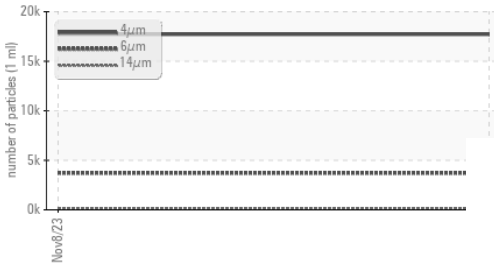 20k
15k
10k
5k
0k
number of particles (1 ml)
4µm
6µm
14µm
Nov8/23